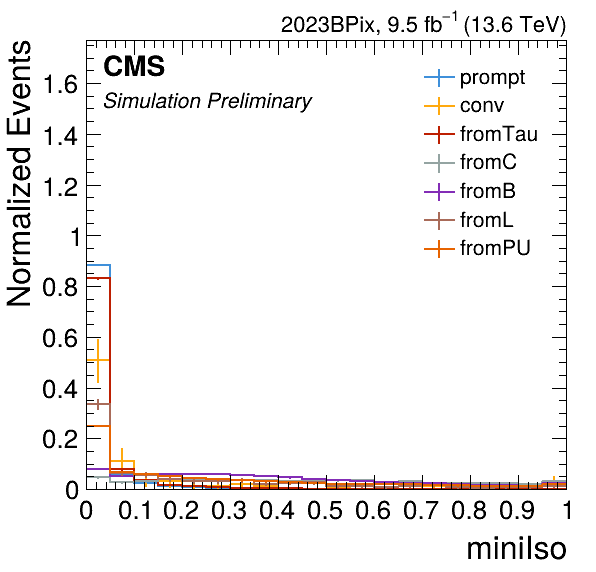 2023BPix, 9.5 fb⁻¹ (13.6 TeV)
CMS
Simulation Preliminary
prompt
conv
fromTau
fromC
fromB
fromL
fromPU
Normalized Events
1.6
1.4
1.2
1
0.8
0.6
0.4
0.2
0
0 0.1 0.2 0.3 0.4 0.5 0.6 0.7 0.8 0.9 1
miniIso